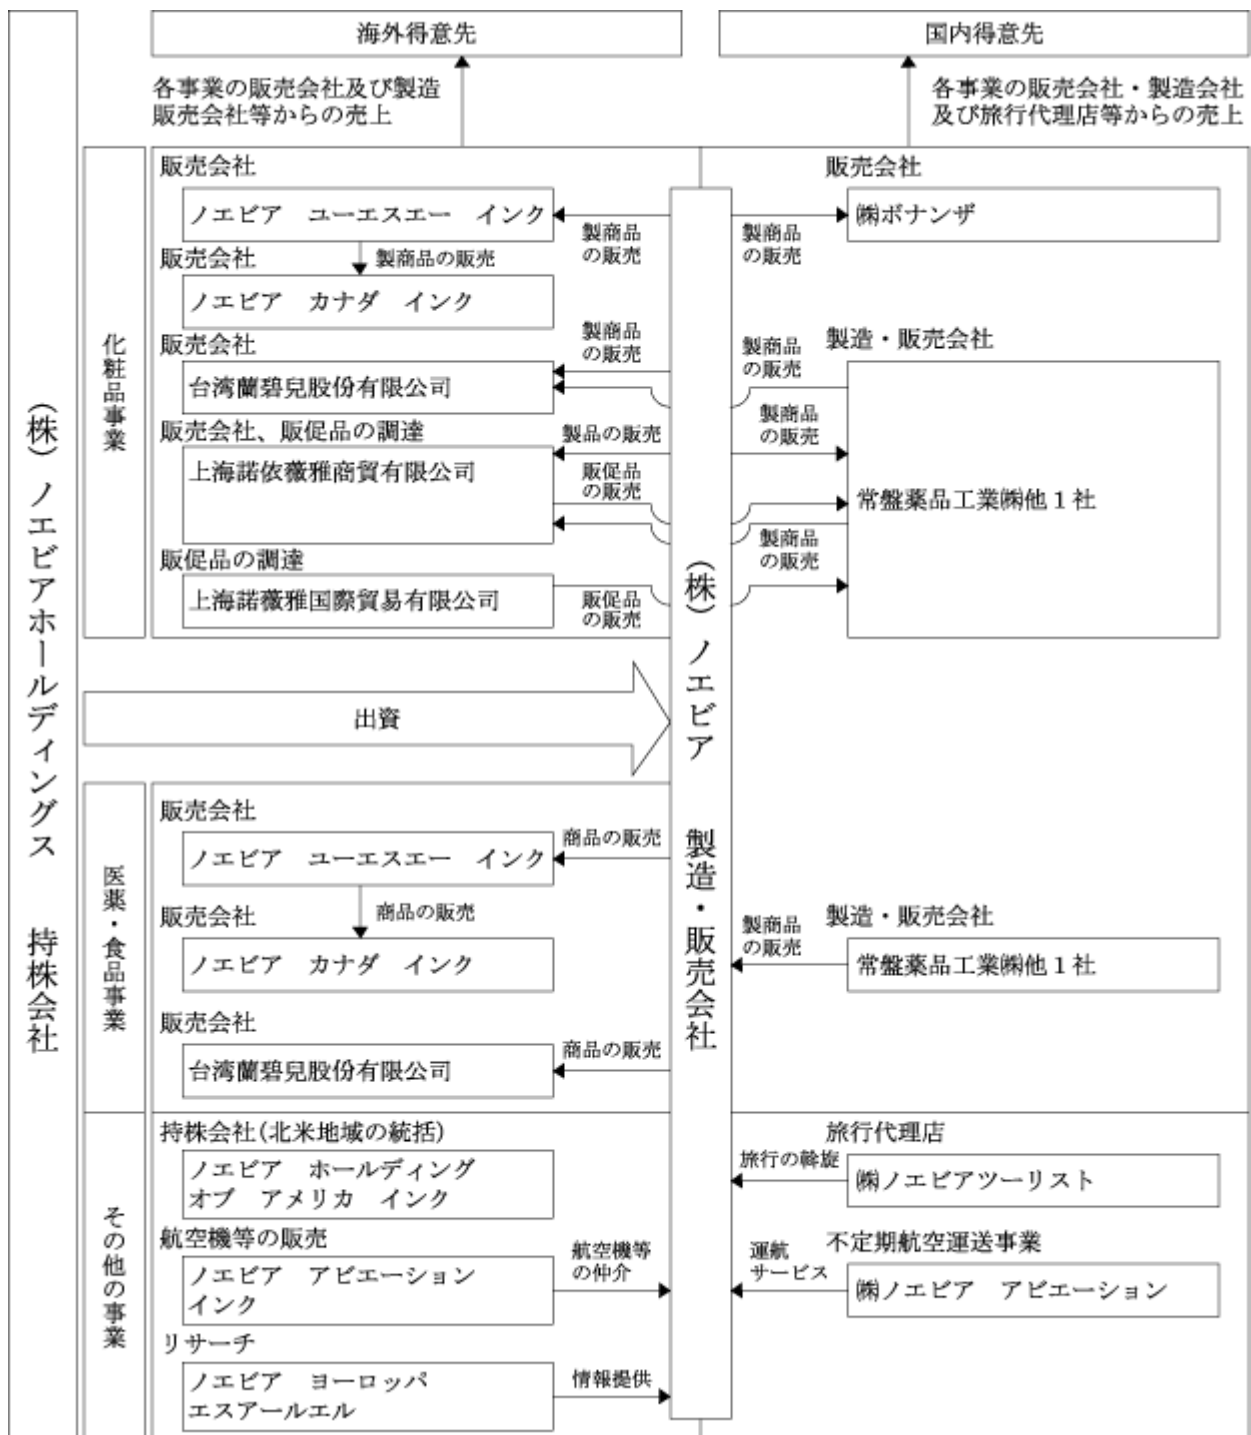 海外得意先
国内得意先
各事業の販売会社及び製造
販売会社等からの売上
各事業の販売会社・製造会社
及び旅行代理店等からの売上
(株)ノエビアホールディングス 持株会社
化粧品事業
販売会社
ノエビア ユーエスエー インク
製商品
の販売
販売会社
製商品の販売
ノエビア カナダ インク
販売会社
製商品
の販売
台湾蘭碧兒股份有限公司
販売会社、販促品の調達
製品の販売
上海諾依薇雅商貿有限公司
販促品
の販売
販促品の調達
上海諾薇雅国際貿易有限公司
販促品
の販売
(株)ノエビア 製造・販売会社
販売会社
㈱ボナンザ
製商品
の販売
製造・販売会社
製商品
の販売
製商品
の販売
常盤薬品工業㈱他1社
製商品
の販売
出資
医薬・食品事業
販売会社
商品の販売
ノエビア ユーエスエー インク
販売会社
商品の販売
ノエビア カナダ インク
販売会社
商品の販売
台湾蘭碧兒股份有限公司
製造・販売会社
製商品
の販売
常盤薬品工業㈱他1社
その他の事業
持株会社(北米地域の統括)
ノエビア ホールディング
オブ アメリカ インク
航空機等の販売
ノエビア アビエーション
インク
航空機等
の仲介
リサーチ
ノエビア ヨーロッパ
エスアールエル
情報提供
旅行代理店
旅行の斡旋
㈱ノエビアツーリスト
不定期航空運送事業
運航
サービス
㈱ノエビア アビエーション